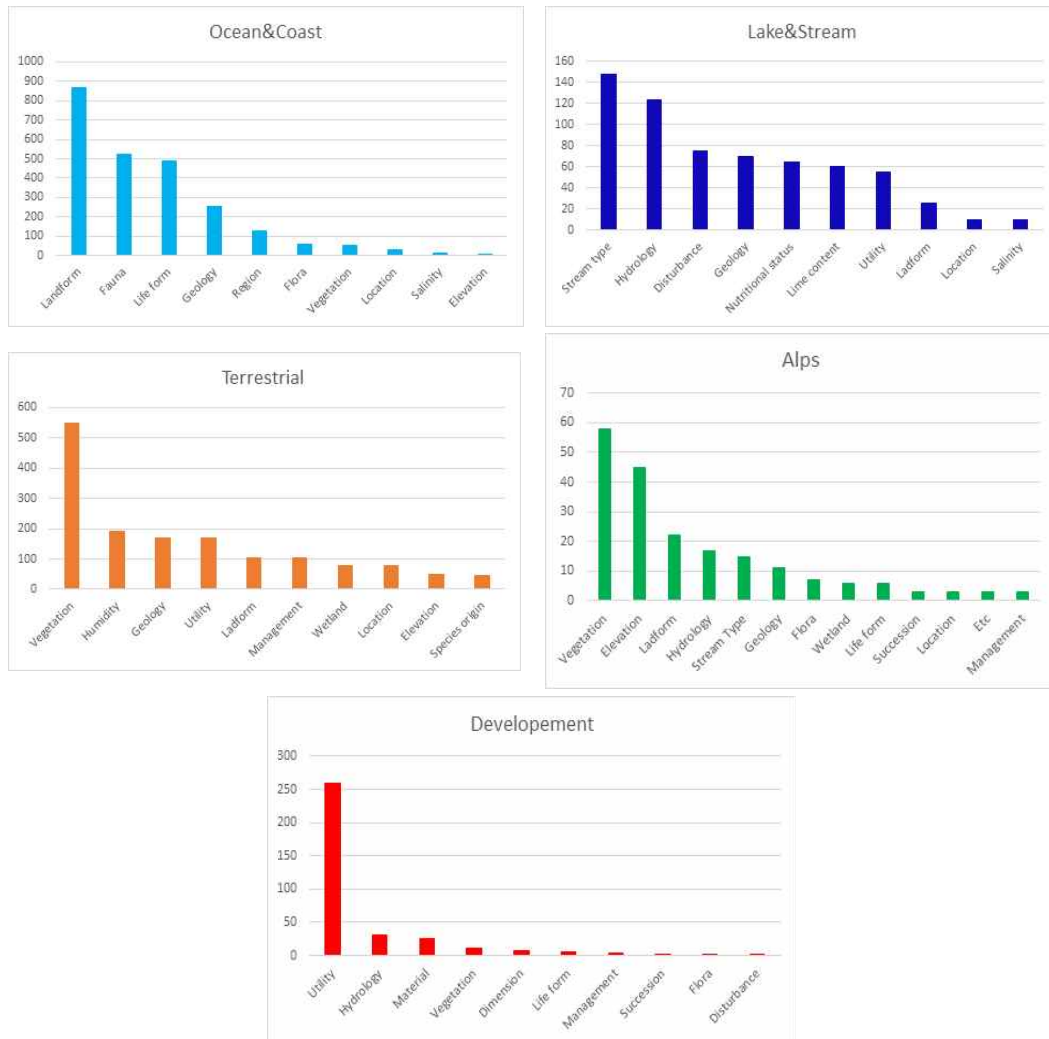 Ocean&Coast
1000
900
800
700
600
500
400
300
200
100
0
Landform
Fauna
Life form
Geology
Region
Flora
Vegetation
Location
Salinity
Elevation
Lake&Stream
160
140
120
100
80
60
40
20
0
Stream type
Hydrology
Disturbance
Geology
Nutritional status
Lime content
Utility
Ladform
Location
Salinity
Terrestrial
600
500
400
300
200
100
0
Vegetation
Humidity
Geology
Utility
Ladform
Management
Wetland
Location
Elevation
Species origin
Alps
70
60
50
40
30
20
10
0
Vegetation
Elevation
Ladform
Hydrology
Stream Type
Geology
Flora
Wetland
Life form
Succession
Location
Etc
Management
Developement
300
250
200
150
100
50
0
Utility
Hydrology
Material
Vegetation
Dimension
Life form
Management
Succession
Flora
Disturbance